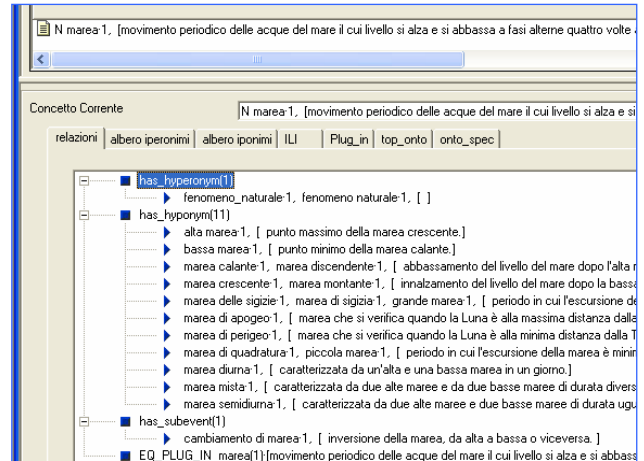 N marea·1, [movimento periodico delle acque del mare il cui livello si alza e si abbassa a fasi alterne quattro volte
Concetto Corrente
N marea·1, [movimento periodico delle acque del mare il cui livello si alza e si
relazioni albero iperonimi albero iponimi ILI Plug_in top_onto onto_spec
has_hyperonym(1)
fenomeno_naturale·1, fenomeno naturale·1, [ ]
has_hyponym(11)
alta marea·1, [ punto massimo della marea crescente.]
bassa marea·1, [ punto minimo della marea calante.]
marea calante·1, marea discendente·1, [ abbassamento del livello del mare dopo l'alta
marea crescente·1, marea montante·1, [ innalzamento del livello del mare dopo la bassa
marea delle sigizie·1, marea di sigizia·1, grande marea·1, [ periodo in cui l'escursione
marea di apogeo·1, [ marea che si verifica quando la Luna è alla massima distanza dalla
marea di perigeo·1, [ marea che si verifica quando la Luna è alla minima distanza dalla
marea di quadratura·1, piccola marea·1, [ periodo in cui l'escursione della marea è
marea diurna·1, [ caratterizzata da un'alta e una bassa marea in un giorno.]
marea mista·1, [ caratterizzata da due alte maree e da due basse maree di durata divers
marea semidiurna·1, [ caratterizzata da due alte maree e due basse maree di durata ugu
has_subevent(1)
cambiamento di marea·1, [ inversione della marea, da alta a bassa o viceversa. ]
EQ_PLUG_IN marea(1)·[movimento periodico delle acque del mare il cui livello si alza e si abbass